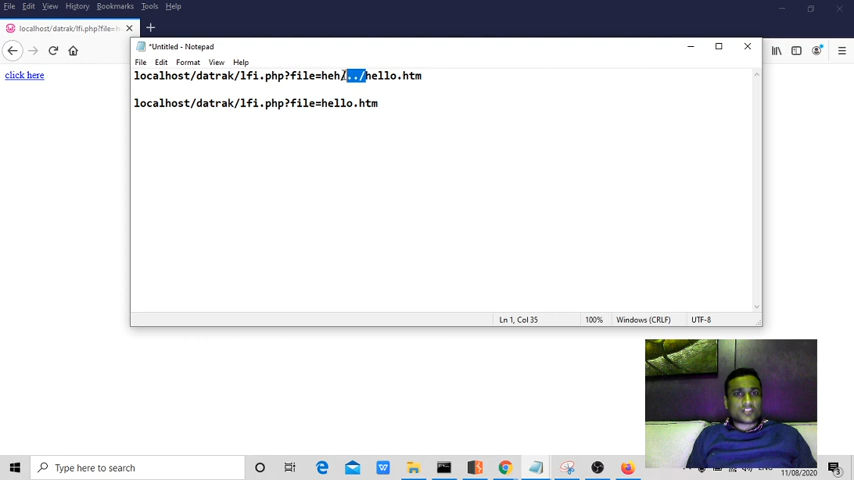 File Edit View History Bookmarks Tools Help
localhost/datrak/lfi.php?file=h
click here
*Untitled - Notepad
File Edit Format View Help
localhost/datrak/lfi.php?file=heh/../hello.htm
localhost/datrak/lfi.php?file=hello.htm
Ln 1, Col 35 100% Windows (CRLF) UTF-8
Type here to search
11/08/2020
3